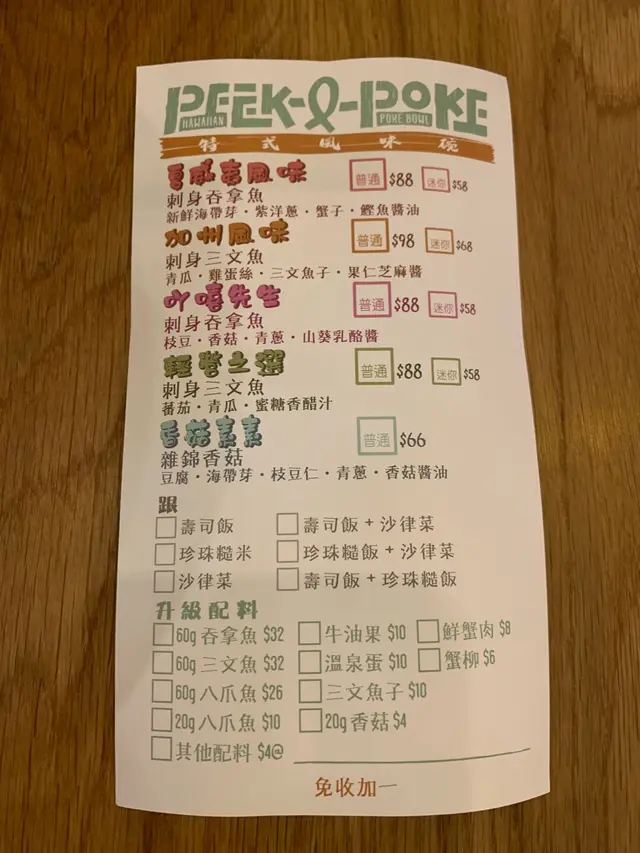 PEEK-A-POKE
HAWAIIAN POKE BOWL
特式風味碗
夏威夷風味 普通 $88 迷你 $58
刺身吞拿魚
新鮮海帶芽·紫洋蔥·蟹子·鰹魚醬油
加州風味 普通 $98 迷你 $68
刺身三文魚
青瓜·雞蛋絲·三文魚子·果仁芝麻醬
吖嘻先生 普通 $88 迷你 $58
刺身吞拿魚
枝豆·香菇·青蔥·山葵乳酪醬
輕營之選 普通 $88 迷你 $58
刺身三文魚
蕃茄·青瓜·蜜糖香醋汁
香菇素素 普通 $66
雜錦香菇
豆腐·海帶芽·枝豆仁·青蔥·香菇醬油
跟
壽司飯 壽司飯 + 沙律菜
珍珠糙米 珍珠糙飯 + 沙律菜
沙律菜 壽司飯 + 珍珠糙飯
升級配料
60g 吞拿魚 $32 牛油果 $10 鮮蟹肉 $8
60g 三文魚 $32 溫泉蛋 $10 蟹柳 $6
60g 八爪魚 $26 三文魚子 $10
20g 八爪魚 $10 20g 香菇 $4
其他配料 $4@
免收加一